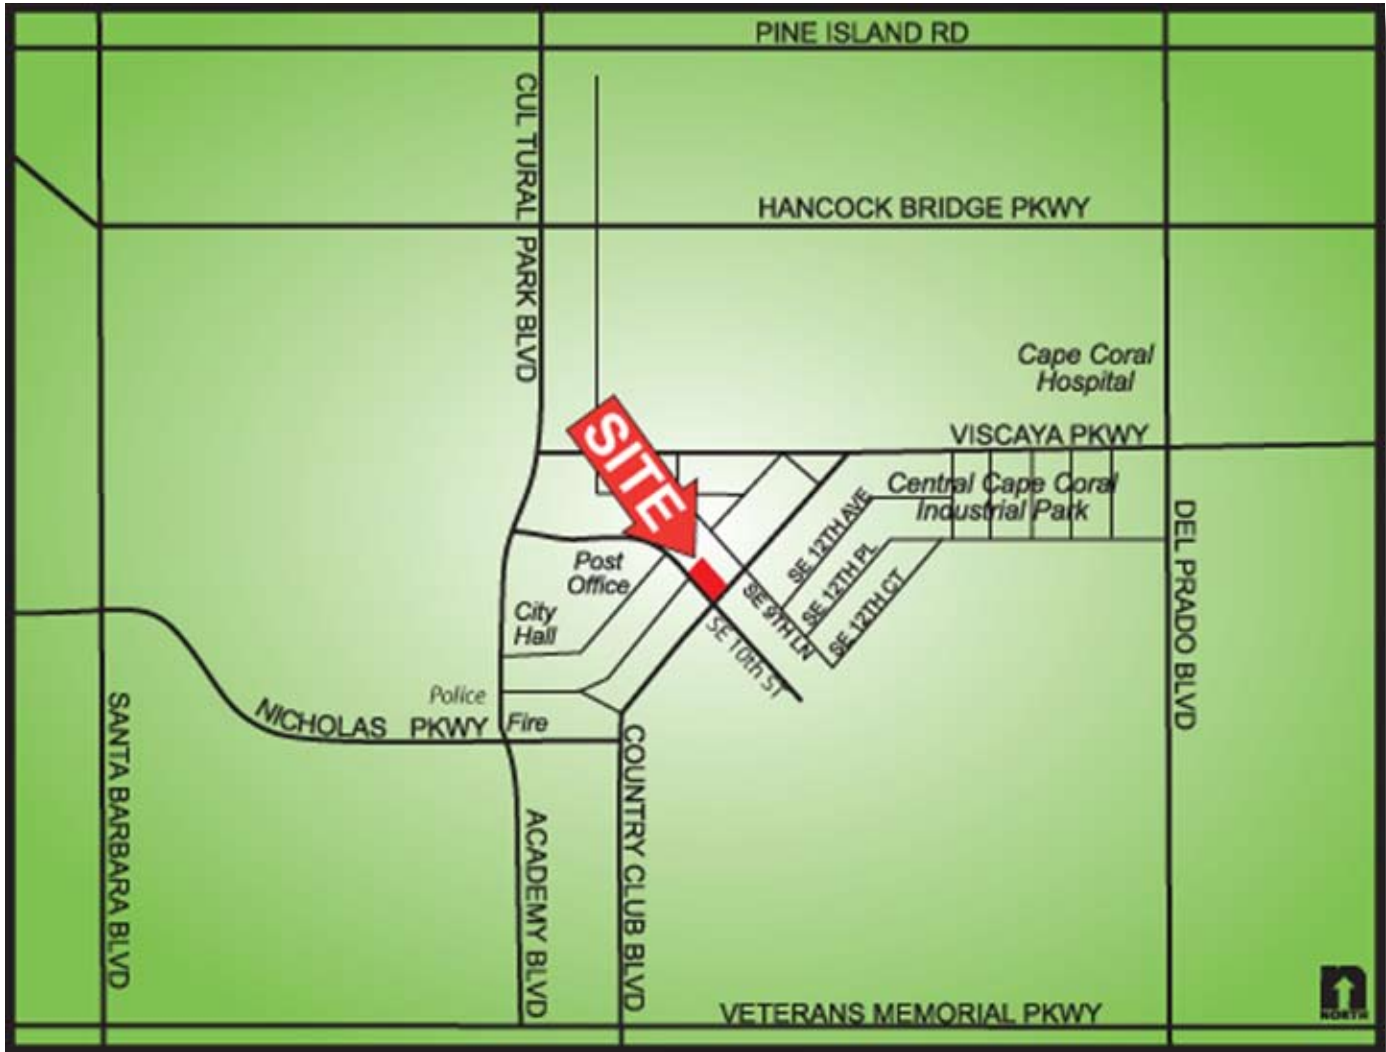 PINE ISLAND RD
CULTURAL PARK BLVD
HANCOCK BRIDGE PKWY
Cape Coral
Hospital
VISCAYA PKWY
SITE
Central Cape Coral
Industrial Park
SE 12TH AVE
SE 12TH PL
SE 12TH CT
SE 9TH LN
SE 10th ST
Post
Office
City
Hall
Police
Fire
NICHOLAS PKWY
DEL PRADO BLVD
SANTA BARBARA BLVD
ACADEMY BLVD
COUNTRY CLUB BLVD
VETERANS MEMORIAL PKWY
NORTH